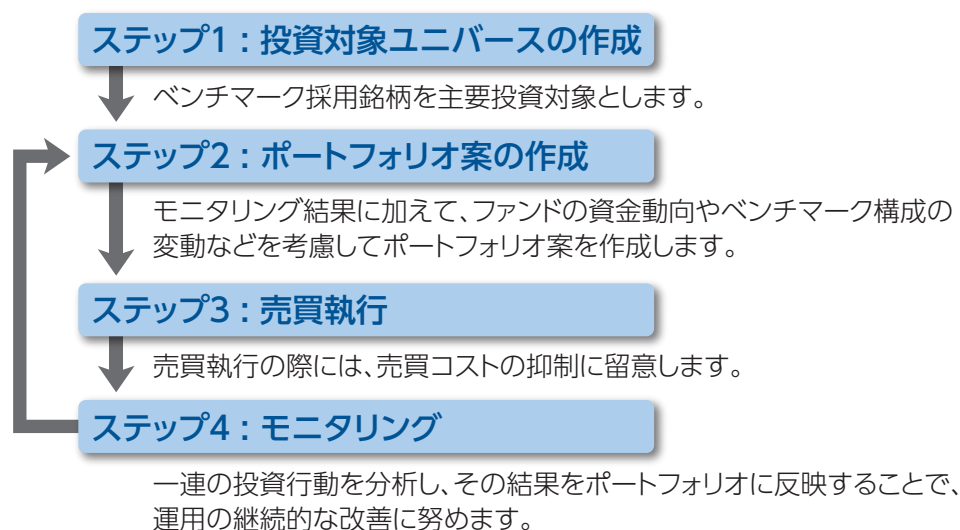 ステップ1：投資対象ユニバースの作成
ベンチマーク採用銘柄を主要投資対象とします。
ステップ2：ポートフォリオ案の作成
モニタリング結果に加えて、ファンドの資金動向やベンチマーク構成の
変動などを考慮してポートフォリオ案を作成します。
ステップ3：売買執行
売買執行の際には、売買コストの抑制に留意します。
ステップ4：モニタリング
一連の投資行動を分析し、その結果をポートフォリオに反映することで、
運用の継続的な改善に努めます。